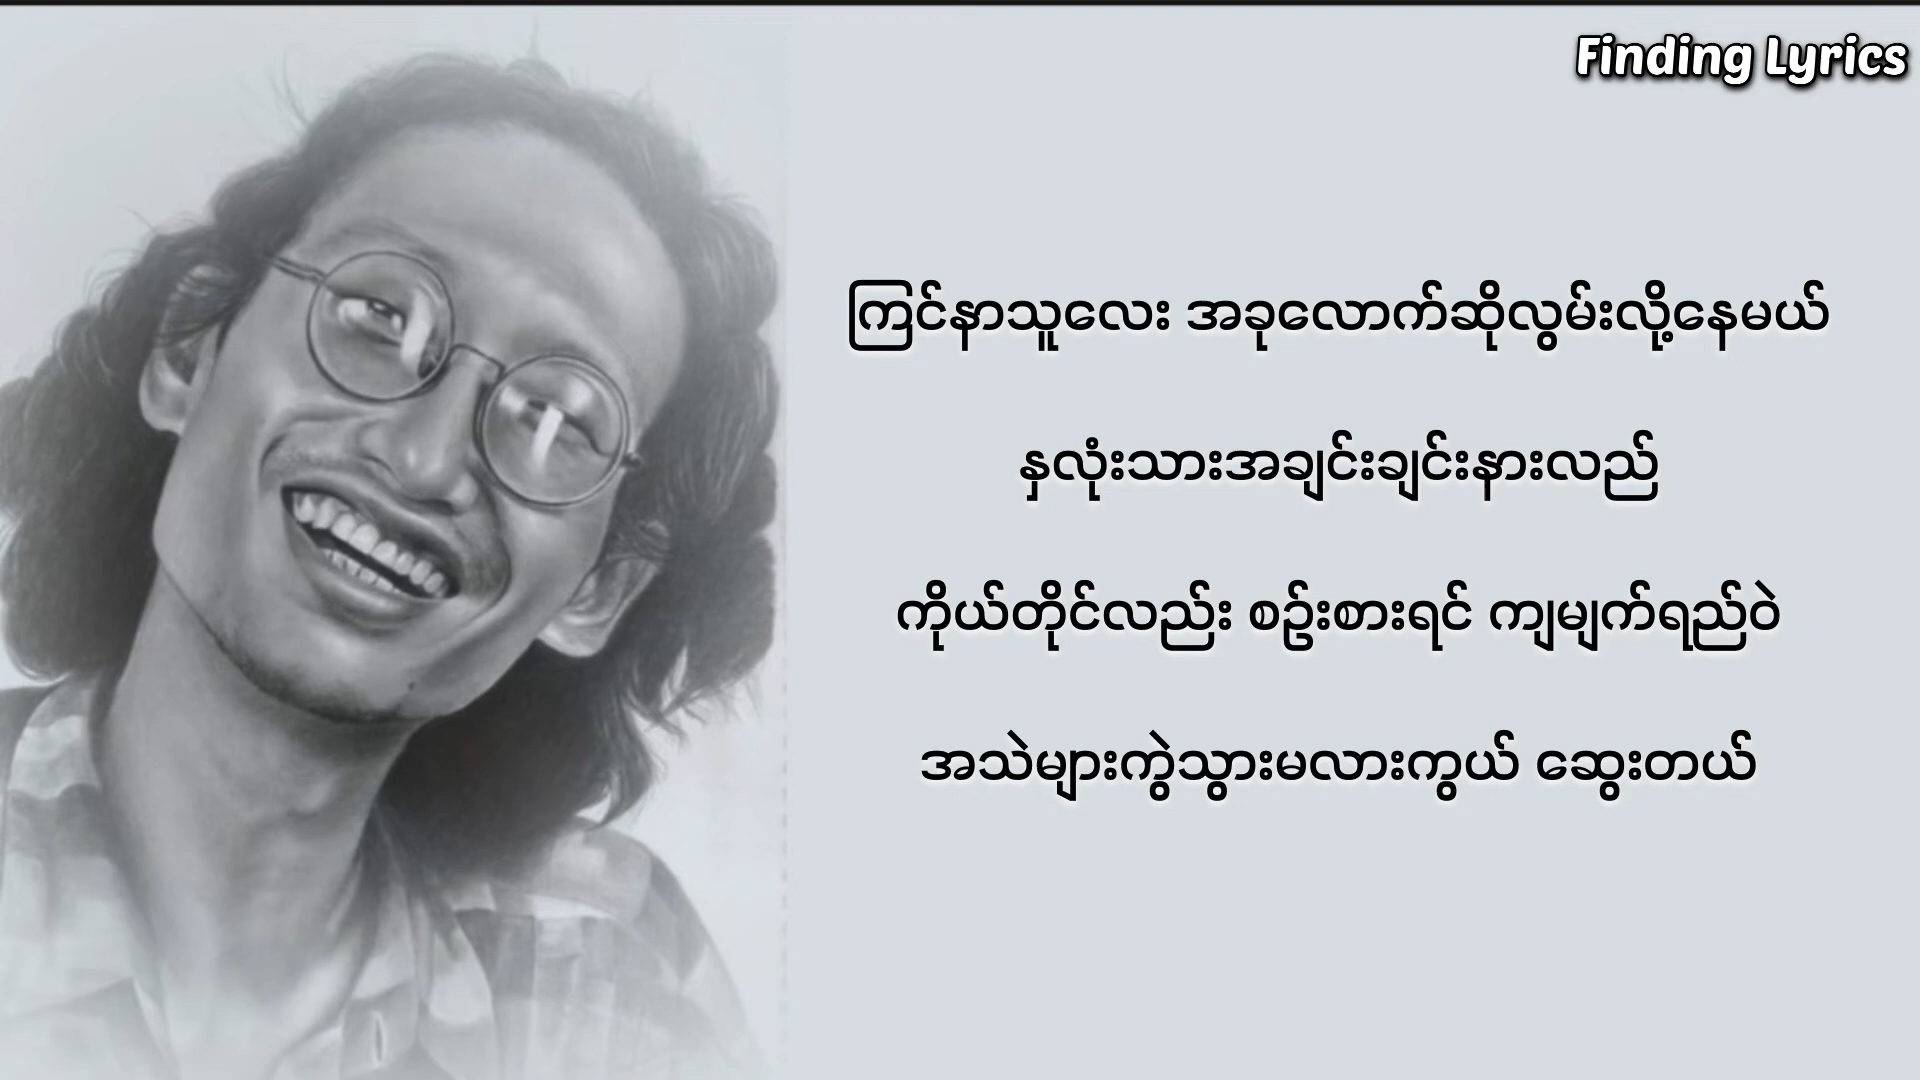 Finding Lyrics
ကြင်နာသူလေး အခုလောက်ဆိုလွမ်းလို့နေမယ်
နှလုံးသားအချင်းချင်းနားလည်
ကိုယ်တိုင်လည်း စဥ်းစားရင် ကျမျက်ရည်ဝဲ
အသဲများကွဲသွားမလားကွယ် ဆွေးတယ်